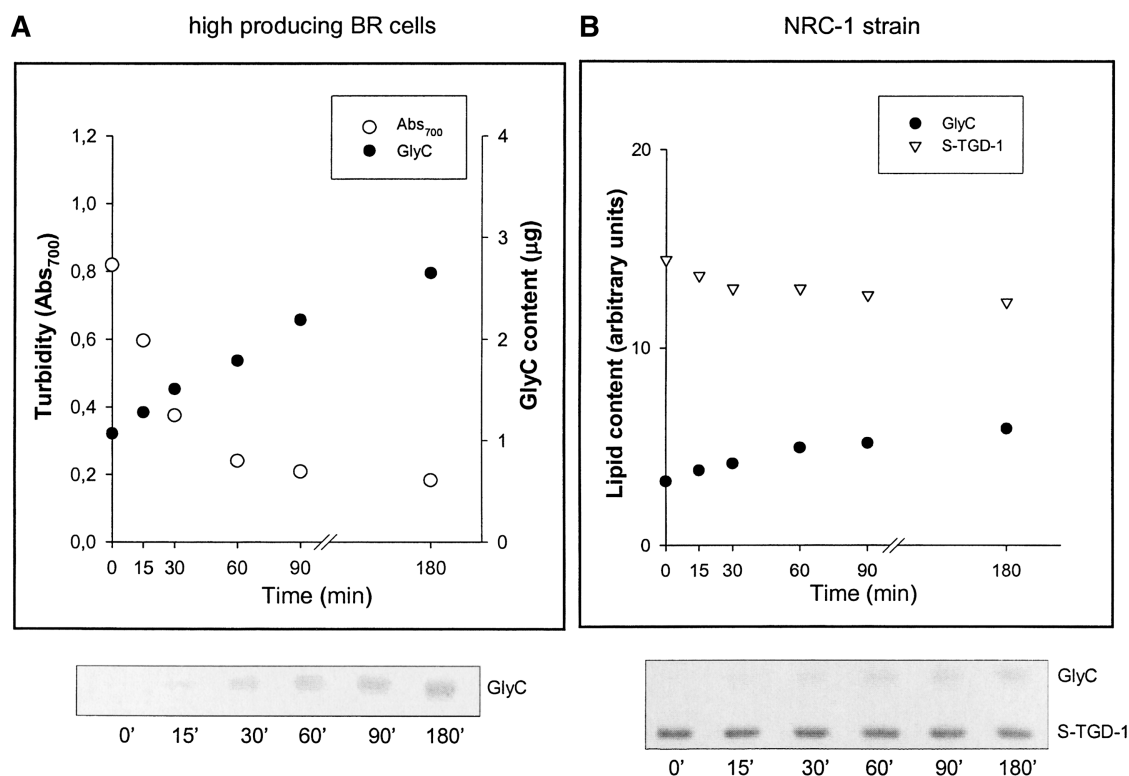 A
high producing BR cells
Abs700
GlyC
1,2
1,0
0,8
0,6
0,4
0,2
0,0
Turbidity (Abs700)
4
3
2
1
0
GlyC content (µg)
0 15 30 60 90 180
Time (min)
GlyC
0' 15' 30' 60' 90' 180'
B
NRC-1 strain
GlyC
S-TGD-1
20
10
0
Lipid content (arbitrary units)
0 15 30 60 90 180
Time (min)
GlyC
S-TGD-1
0' 15' 30' 60' 90' 180'